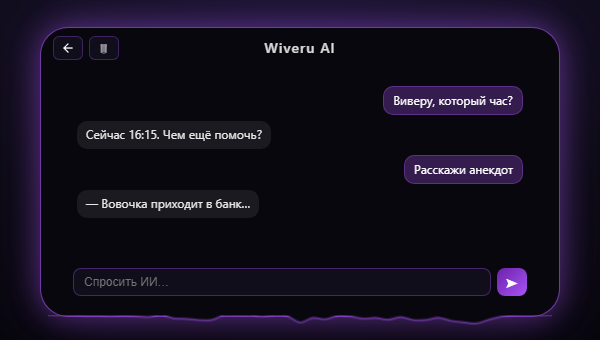 Wiveru AI
Виверу, который час?
Сейчас 16:15. Чем ещё помочь?
Расскажи анекдот
— Вовочка приходит в банк...
Спросить ИИ...